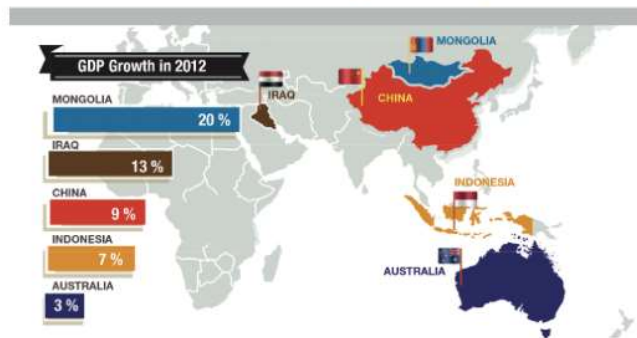 GDP Growth in 2012
MONGOLIA
20 %
IRAQ
13 %
CHINA
9 %
INDONESIA
7 %
AUSTRALIA
3 %
MONGOLIA
IRAQ
CHINA
INDONESIA
AUSTRALIA